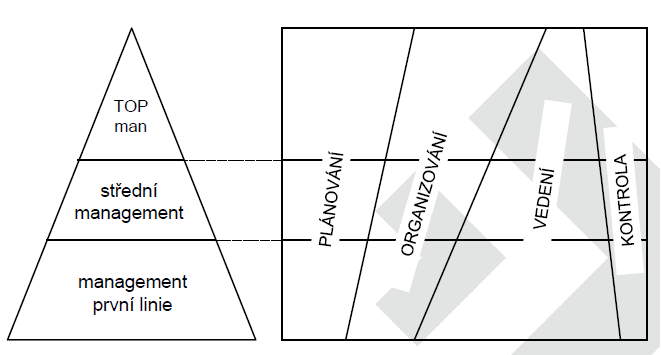 TOP
man
střední
management
management
první linie
PLÁNOVÁNÍ
ORGANIZOVÁNÍ
VEDENÍ
KONTROLA